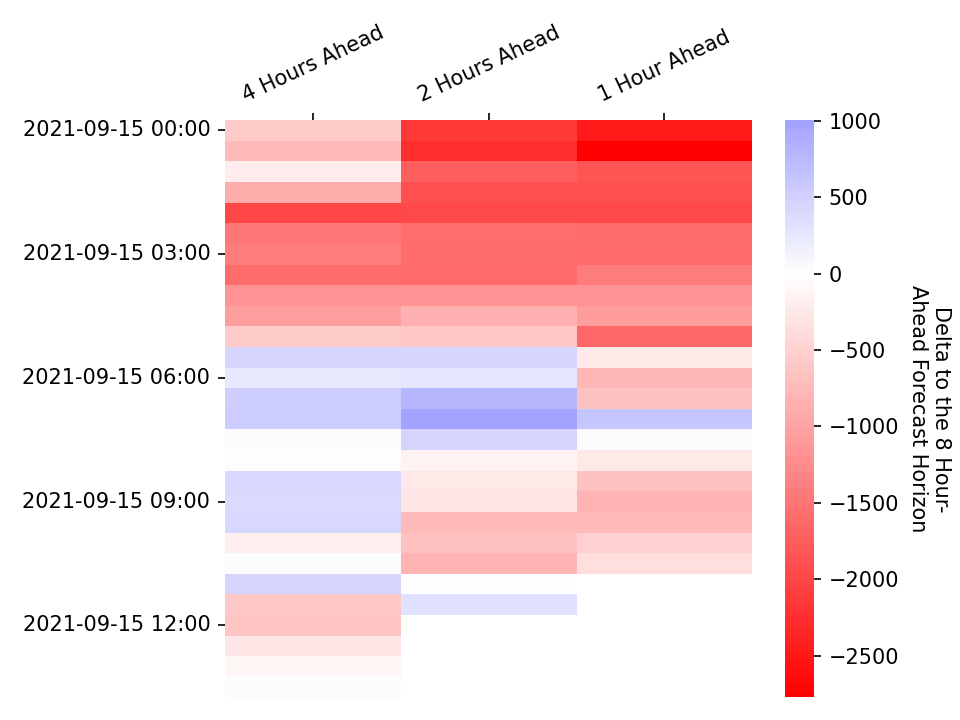 4 Hours Ahead
2 Hours Ahead
1 Hour Ahead
2021-09-15 00:00
2021-09-15 03:00
2021-09-15 06:00
2021-09-15 09:00
2021-09-15 12:00
1000
500
0
−500
−1000
−1500
−2000
−2500
Delta to the 8 Hour-
Ahead Forecast Horizon